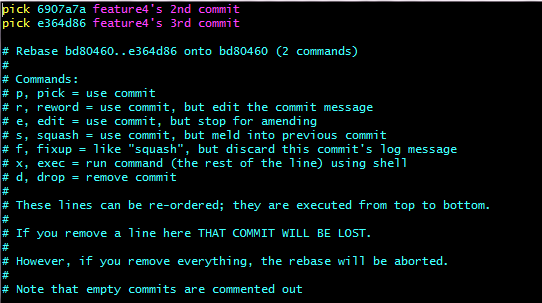 pick 6907a7a feature4's 2nd commit
pick e364d86 feature4's 3rd commit

# Rebase bd80460..e364d86 onto bd80460 (2 commands)
#
# Commands:
# p, pick = use commit
# r, reword = use commit, but edit the commit message
# e, edit = use commit, but stop for amending
# s, squash = use commit, but meld into previous commit
# f, fixup = like "squash", but discard this commit's log message
# x, exec = run command (the rest of the line) using shell
# d, drop = remove commit
#
# These lines can be re-ordered; they are executed from top to bottom.
#
# If you remove a line here THAT COMMIT WILL BE LOST.
#
# However, if you remove everything, the rebase will be aborted.
#
# Note that empty commits are commented out